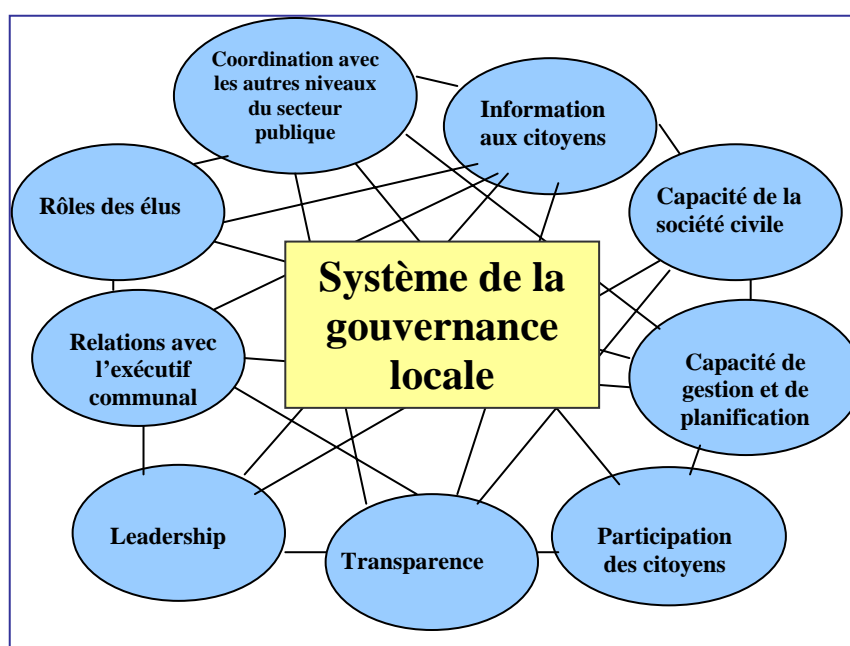 Coordination avec
les autres niveaux
du secteur
publique
Information
aux citoyens
Rôles des élus
Capacité de la
société civile
Système de la
gouvernance
locale
Relations avec
l’exécutif
communal
Capacité de
gestion et de
planification
Leadership
Transparence
Participation
des citoyens